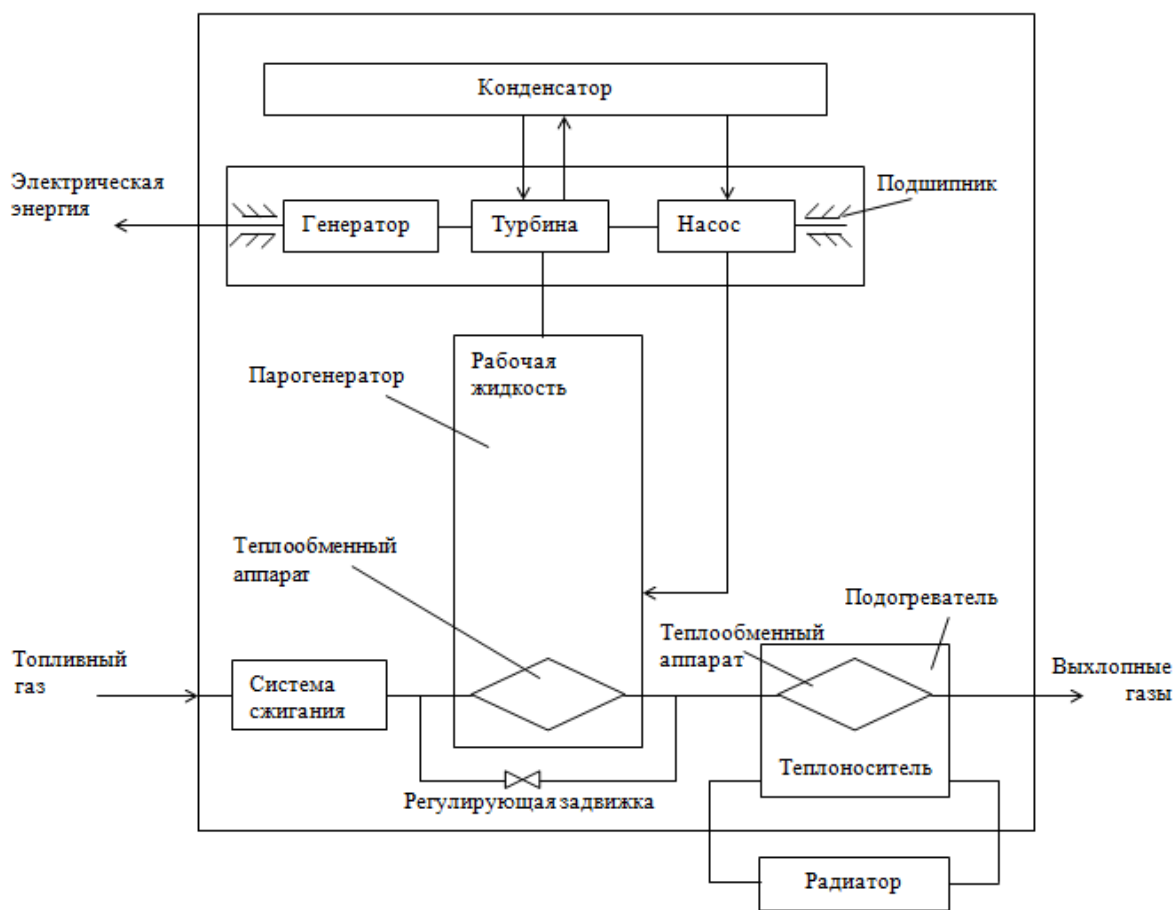 Конденсатор
Электрическая
энергия
Подшипник
Генератор
Турбина
Насос
Рабочая
жидкость
Парогенератор
Теплообменный
аппарат
Подогреватель
Теплообменный
аппарат
Топливный
газ
Система
сжигания
Выхлопные
газы
Теплоноситель
Регулирующая задвижка
Радиатор